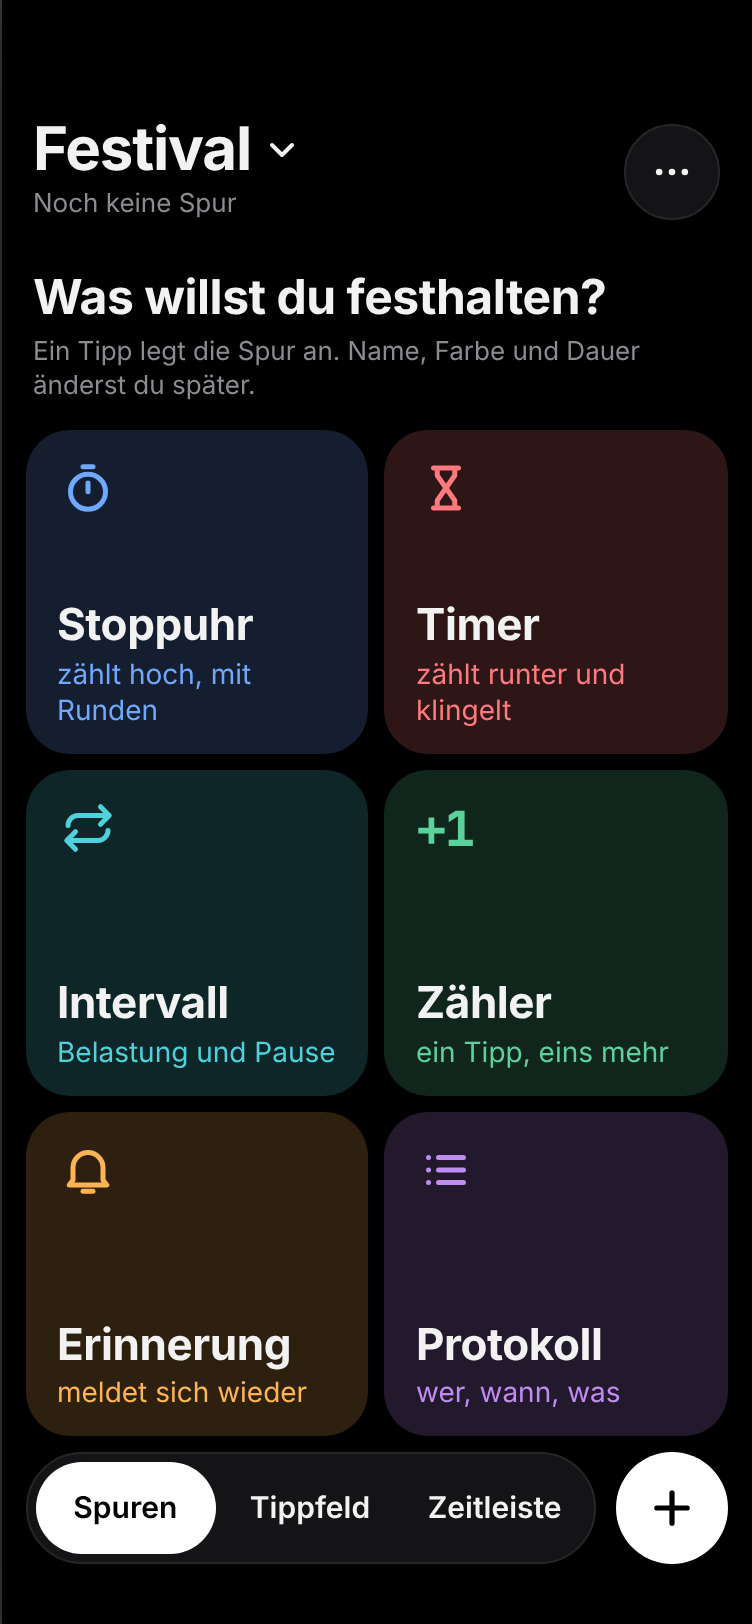 Festival
Noch keine Spur
Was willst du festhalten?
Ein Tipp legt die Spur an. Name, Farbe und Dauer
änderst du später.
Stoppuhr
zählt hoch, mit
Runden
Timer
zählt runter und
klingelt
Intervall
Belastung und Pause
+1
Zähler
ein Tipp, eins mehr
Erinnerung
meldet sich wieder
Protokoll
wer, wann, was
Spuren
Tippfeld
Zeitleiste